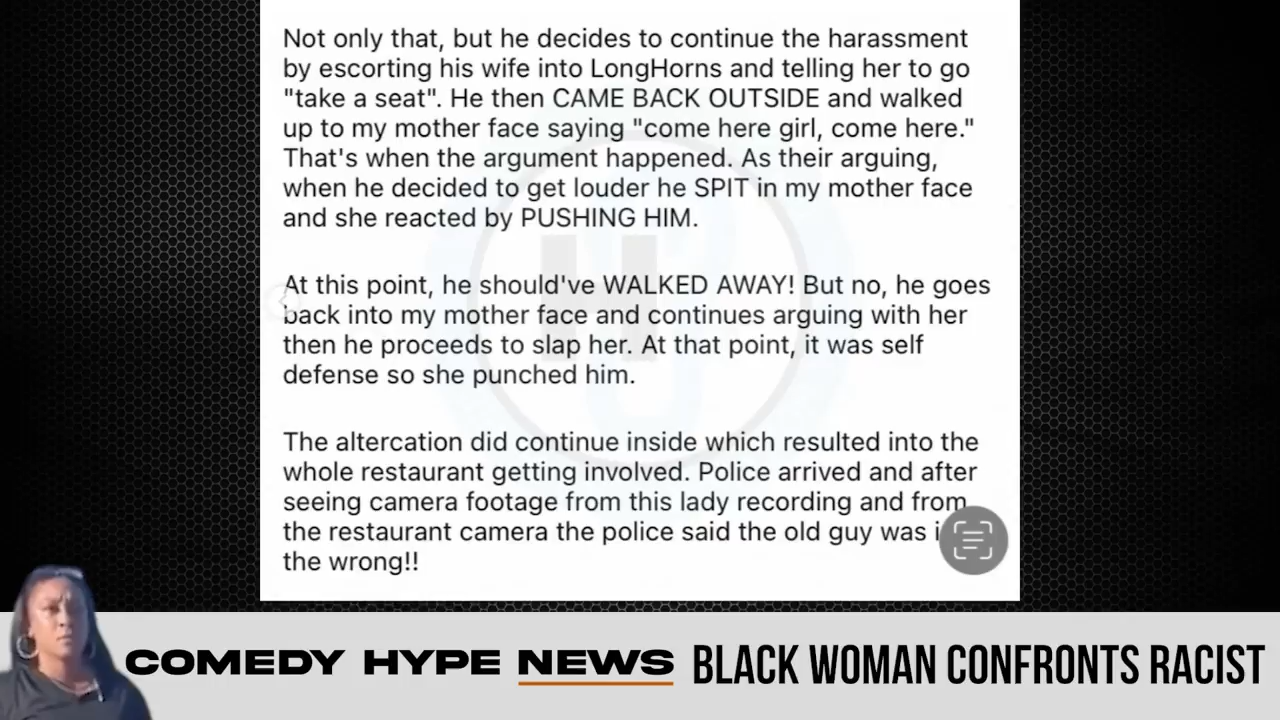 Not only that, but he decides to continue the harassment
by escorting his wife into LongHorns and telling her to go
"take a seat". He then CAME BACK OUTSIDE and walked
up to my mother face saying "come here girl, come here."
That's when the argument happened. As their arguing,
when he decided to get louder he SPIT in my mother face
and she reacted by PUSHING HIM.
At this point, he should've WALKED AWAY! But no, he goes
back into my mother face and continues arguing with her
then he proceeds to slap her. At that point, it was self
defense so she punched him.
The altercation did continue inside which resulted into the
whole restaurant getting involved. Police arrived and after
seeing camera footage from this lady recording and from
the restaurant camera the police said the old guy was
the wrong!!
COMEDY HYPE NEWS BLACK WOMAN CONFRONTS RACIST